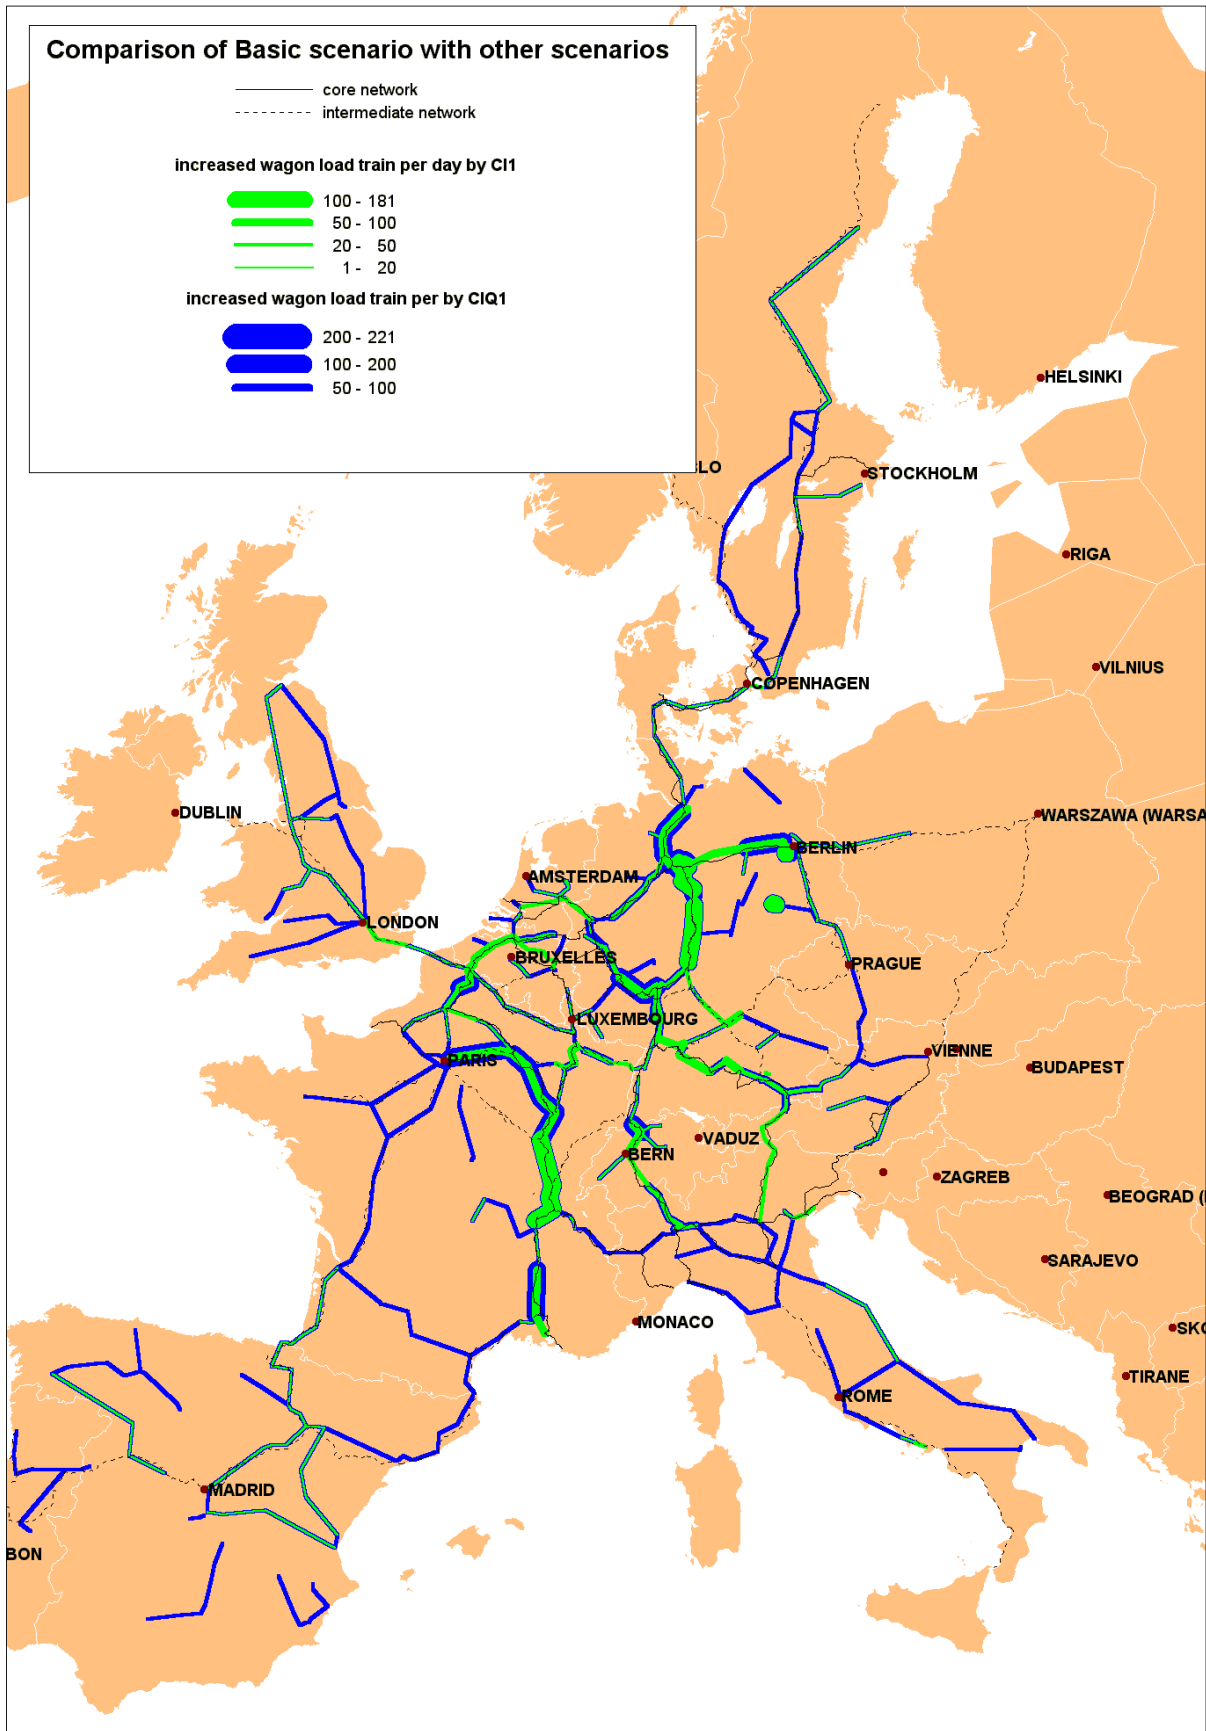 Comparison of Basic scenario with other scenarios
core network
intermediate network
increased wagon load train per day by CI1
100 - 181
50 - 100
20 - 50
1 - 20
increased wagon load train per by CIQ1
200 - 221
100 - 200
50 - 100
HELSINKI
SLO
STOCKHOLM
RIGA
VILNIUS
COPENHAGEN
DUBLIN
WARSZAWA (WARSA
BERLIN
AMSTERDAM
LONDON
BRUXELLES
PRAGUE
LUXEMBOURG
PARIS
VIENNE
BUDAPEST
VADUZ
BERN
ZAGREB
BEOGRAD (
SARAJEVO
MONACO
SKO
TIRANE
ROME
MADRID
BON